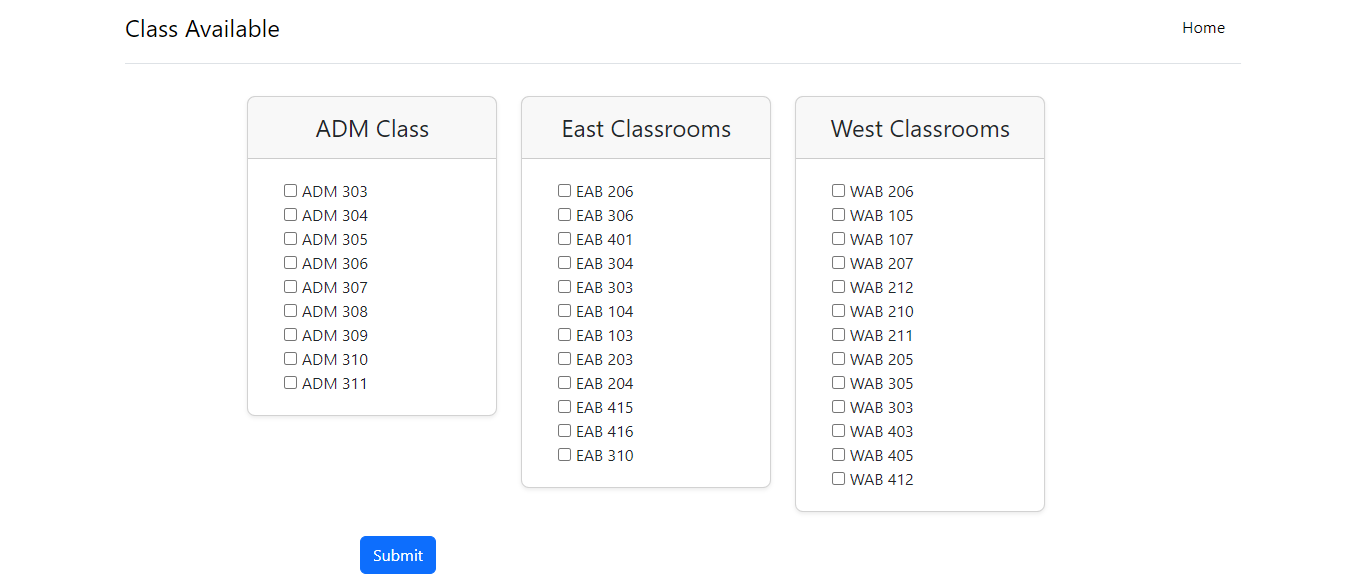 Class Available
Home
ADM Class
ADM 303
ADM 304
ADM 305
ADM 306
ADM 307
ADM 308
ADM 309
ADM 310
ADM 311
East Classrooms
EAB 206
EAB 306
EAB 401
EAB 304
EAB 303
EAB 104
EAB 103
EAB 203
EAB 204
EAB 415
EAB 416
EAB 310
West Classrooms
WAB 206
WAB 105
WAB 107
WAB 207
WAB 212
WAB 210
WAB 211
WAB 205
WAB 305
WAB 303
WAB 403
WAB 405
WAB 412
Submit